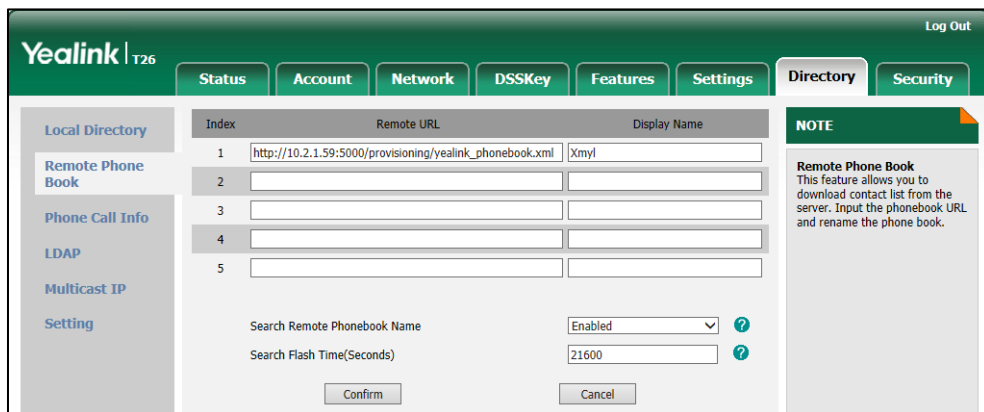 Log Out
Yealink | T26
Status Account Network DSSKey Features Settings Directory Security
Local Directory
Remote Phone
Book
Phone Call Info
LDAP
Multicast IP
Setting
Index Remote URL Display Name
1 http://10.2.1.59:5000/provisioning/yealink_phonebook.xml Xmyl
2
3
4
5
Search Remote Phonebook Name Enabled ?
Search Flash Time(Seconds) 21600 ?
Confirm Cancel
NOTE
Remote Phone Book
This feature allows you to
download contact list from the
server. Input the phonebook URL
and rename the phone book.